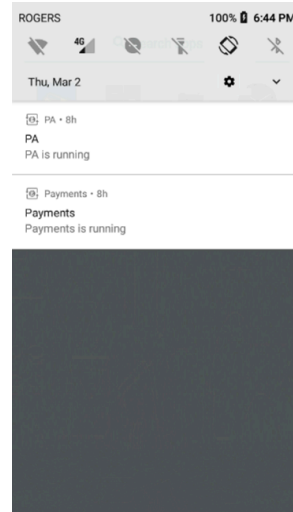 ROGERS 100% 6:44 PM
4G
Thu, Mar 2
PA • 8h
PA
PA is running
Payments • 8h
Payments
Payments is running